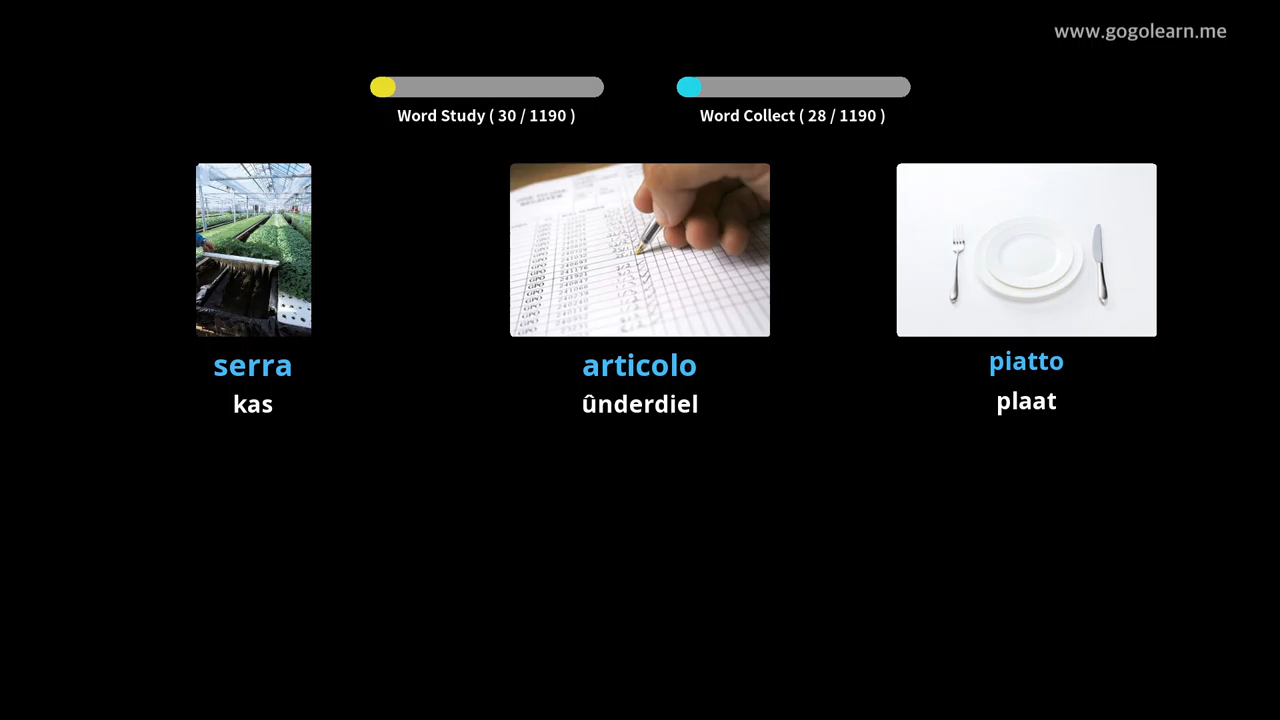 www.gogolearn.me
Word Study ( 30 / 1190 )
Word Collect ( 28 / 1190 )
serra
articolo
piatto
kas
ûnderdiel
plaat